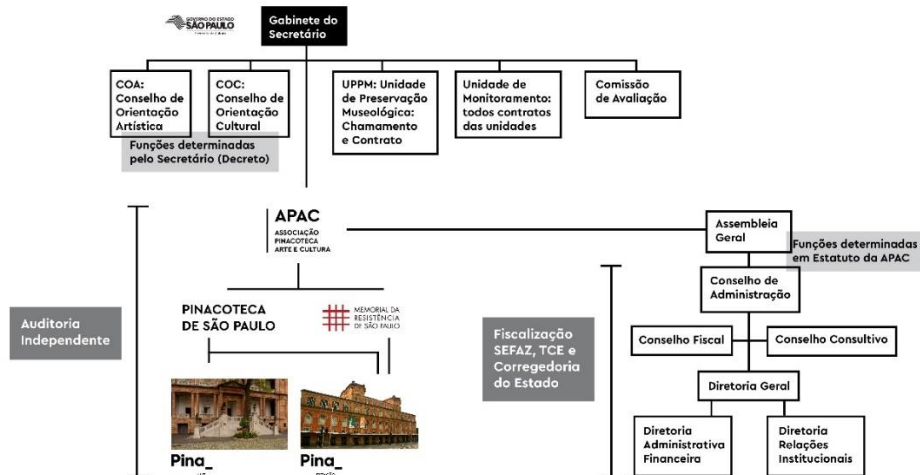 GOVERNO DO ESTADO
SÃO PAULO
Gabinete do
Secretário
COA:
Conselho de
Orientação
Artística
COC:
Conselho de
Orientação
Cultural
UPPM: Unidade
de Preservação
Museológica:
Chamamento
e Contrato
Unidade de
Monitoramento:
todos contratos
das unidades
Comissão
de Avaliação
Funções determinadas
pelo Secretário (Decreto)
APAC
ASSOCIAÇÃO
PINACOTECA
ARTE E CULTURA
Assembleia
Geral
Funções determinadas
em Estatuto da APAC
Conselho de
Administração
PINACOTECA
DE SÃO PAULO
MEMORIAL DA
RESISTÊNCIA
DE SÃO PAULO
Auditoria
Independente
Fiscalização
SEFAZ, TCE e
Corregedoria
do Estado
Conselho Fiscal
Conselho Consultivo
Diretoria Geral
Diretoria
Administrativa
Financeira
Diretoria
Relações
Institucionais
Pina_
Pina_